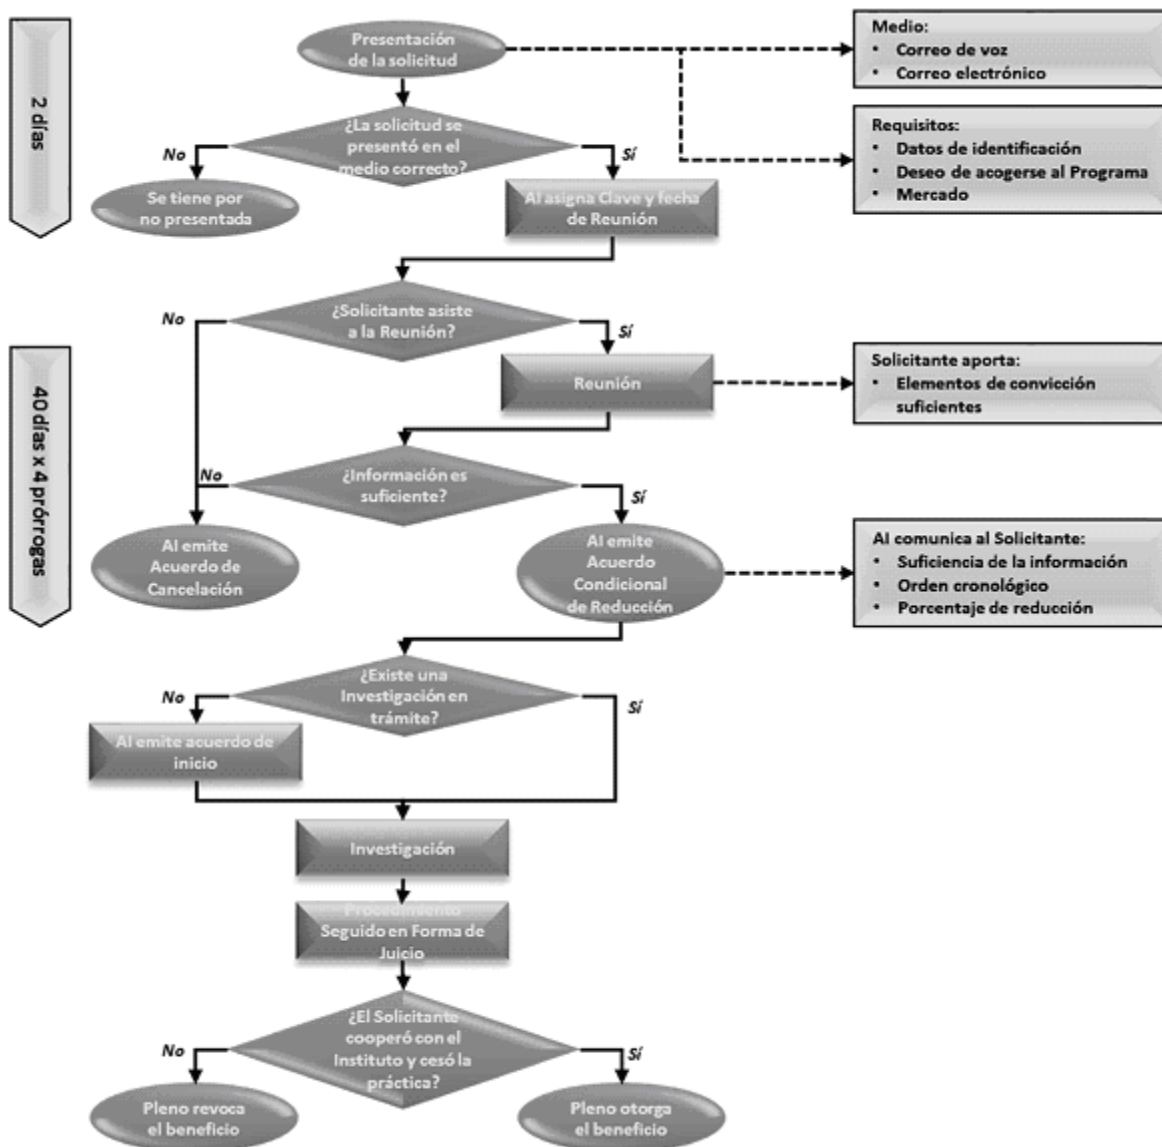 Presentación
de la solicitud
Medio:
• Correo de voz
• Correo electrónico
2 días
¿La solicitud se
presentó en el
medio correcto?
No
Sí
Requisitos:
• Datos de identificación
• Deseo de acogerse al Programa
• Mercado
Se tiene por
no presentada
AI asigna Clave y fecha
de Reunión
¿Solicitante asiste
a la Reunión?
No
Sí
Reunión
Solicitante aporta:
• Elementos de convicción
suficientes
40 días x 4 prórrogas
¿Información es
suficiente?
No
Sí
AI emite
Acuerdo de
Cancelación
AI emite
Acuerdo
Condicional
de Reducción
AI comunica al Solicitante:
• Suficiencia de la información
• Orden cronológico
• Porcentaje de reducción
¿Existe una
Investigación en
trámite?
No
Sí
AI emite acuerdo de
inicio
Investigación
Procedimiento
Seguido en Forma de
Juicio
¿El Solicitante
cooperó con el
Instituto y cesó la
práctica?
No
Sí
Pleno revoca
el beneficio
Pleno otorga
el beneficio